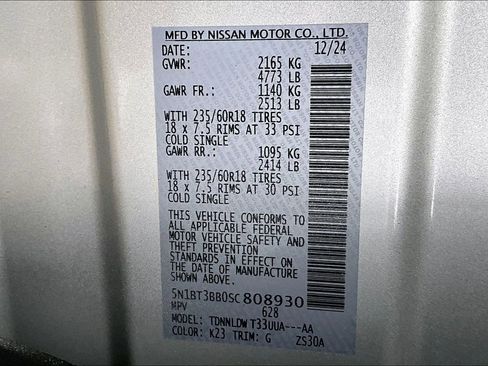 MFD BY NISSAN MOTOR CO., LTD.
DATE: 12/24
GVWR: 2165 KG
4773 LB
GAWR FR.: 1140 KG
2513 LB
WITH 235/60R18 TIRES
18 x 7.5 RIMS AT 33 PSI
COLD SINGLE
GAWR RR.: 1095 KG
2414 LB
WITH 235/60R18 TIRES
18 x 7.5 RIMS AT 30 PSI
COLD SINGLE
THIS VEHICLE CONFORMS TO
ALL APPLICABLE FEDERAL
MOTOR VEHICLE SAFETY AND
THEFT PREVENTION
STANDARDS IN EFFECT ON
THE DATE OF MANUFACTURE
SHOWN ABOVE.
5N1BT3BB0SC808930
MPV 628
TYPE: TDNNLDW T33UUA---AA
COLOR: K23 TRIM: G ZS30A